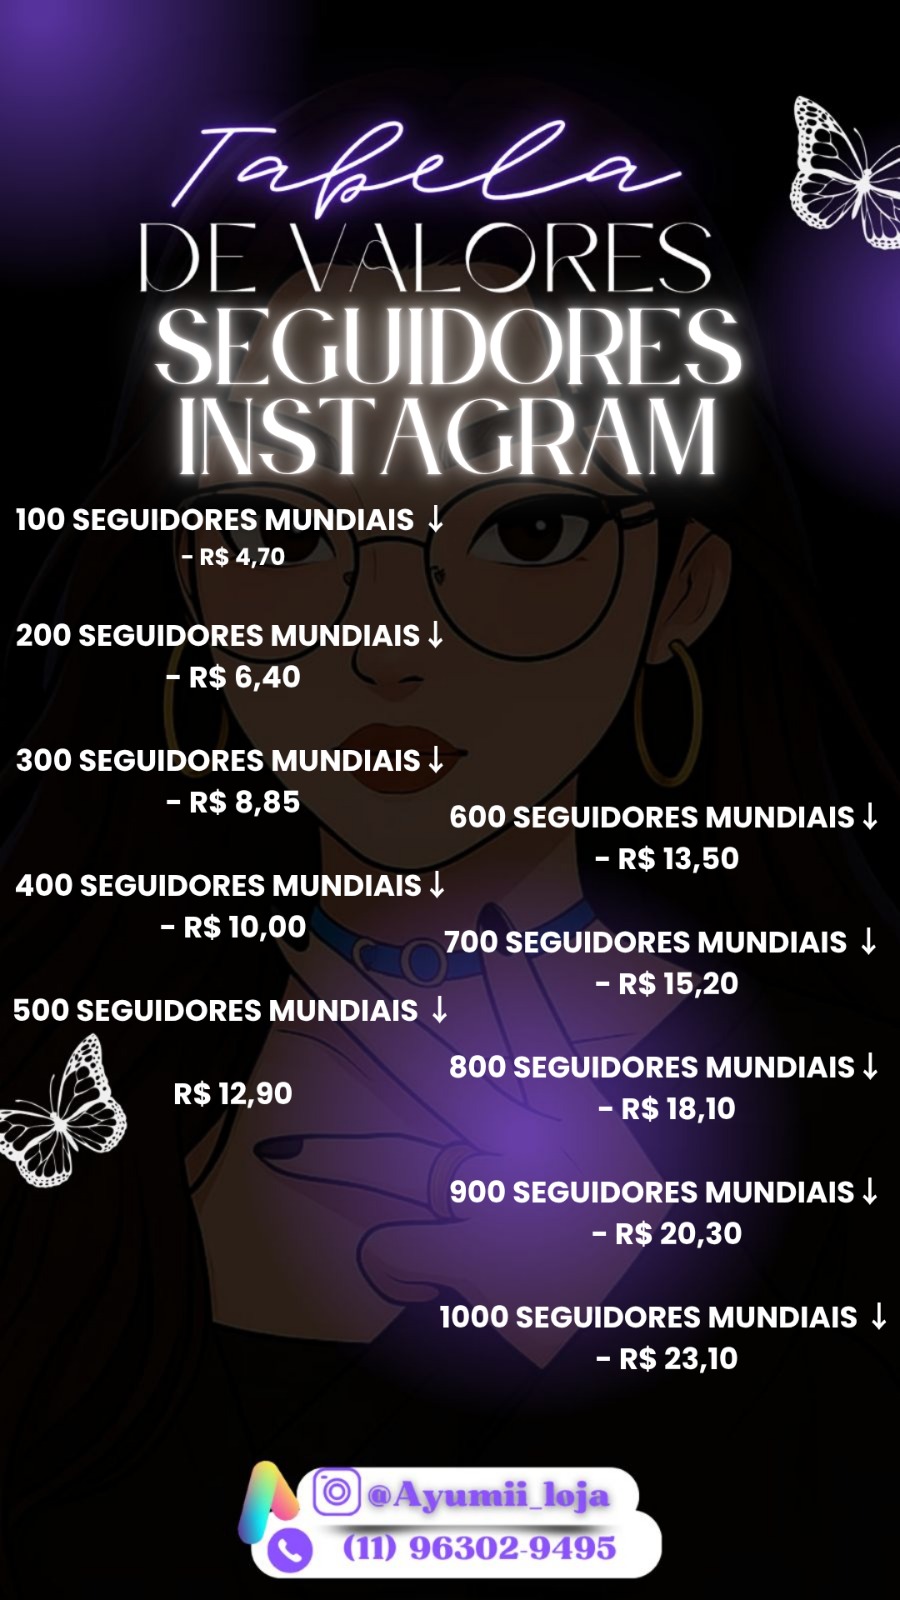 Tabela
DE VALORES
SEGUIDORES
INSTAGRAM
100 SEGUIDORES MUNDIAIS ↓
- R$ 4,70
200 SEGUIDORES MUNDIAIS ↓
- R$ 6,40
300 SEGUIDORES MUNDIAIS ↓
- R$ 8,85
400 SEGUIDORES MUNDIAIS ↓
- R$ 10,00
500 SEGUIDORES MUNDIAIS ↓
R$ 12,90
600 SEGUIDORES MUNDIAIS ↓
- R$ 13,50
700 SEGUIDORES MUNDIAIS ↓
- R$ 15,20
800 SEGUIDORES MUNDIAIS ↓
- R$ 18,10
900 SEGUIDORES MUNDIAIS ↓
- R$ 20,30
1000 SEGUIDORES MUNDIAIS ↓
- R$ 23,10
@Ayumii_loja
(11) 96302-9495